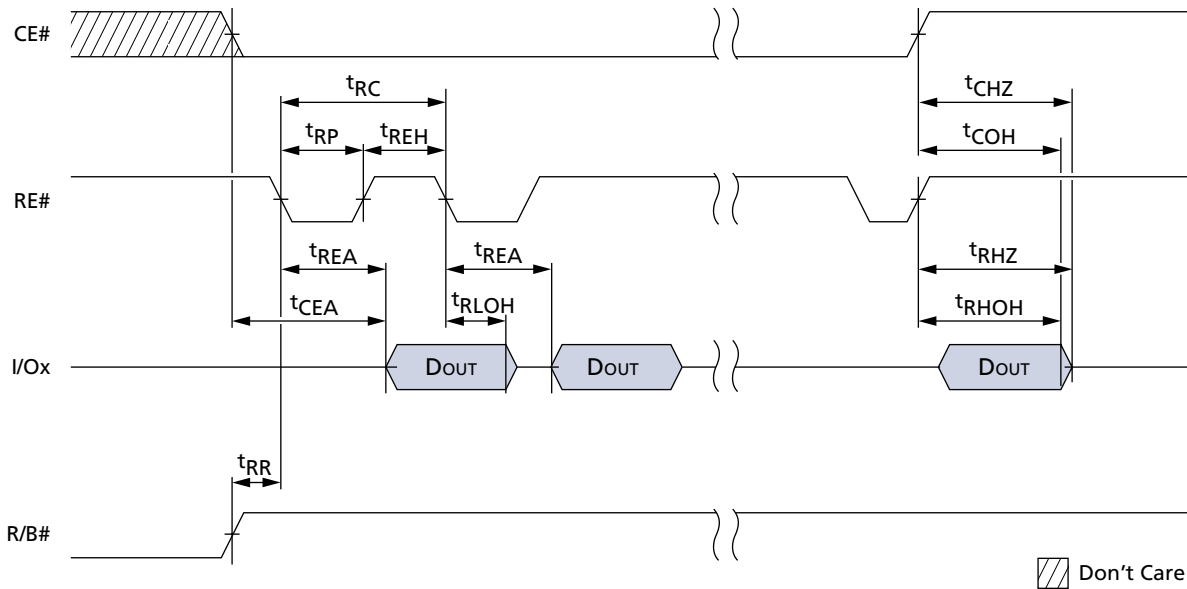 CE#
tRC
tCHZ
tRP tREH
tCOH
RE#
tREA tREA
tRHZ
tCEA tRLOH
tRHOH
I/Ox
DOUT DOUT DOUT
tRR
R/B#
Don't Care